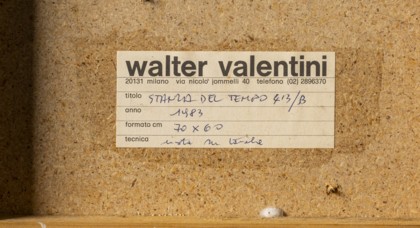 walter valentini
20131 milano via nicolo' jommelli 40 telefono (02) 2896370
titolo STANZA DEL TEMPO 413/B
anno 1983
formato cm 70 x 60
tecnica